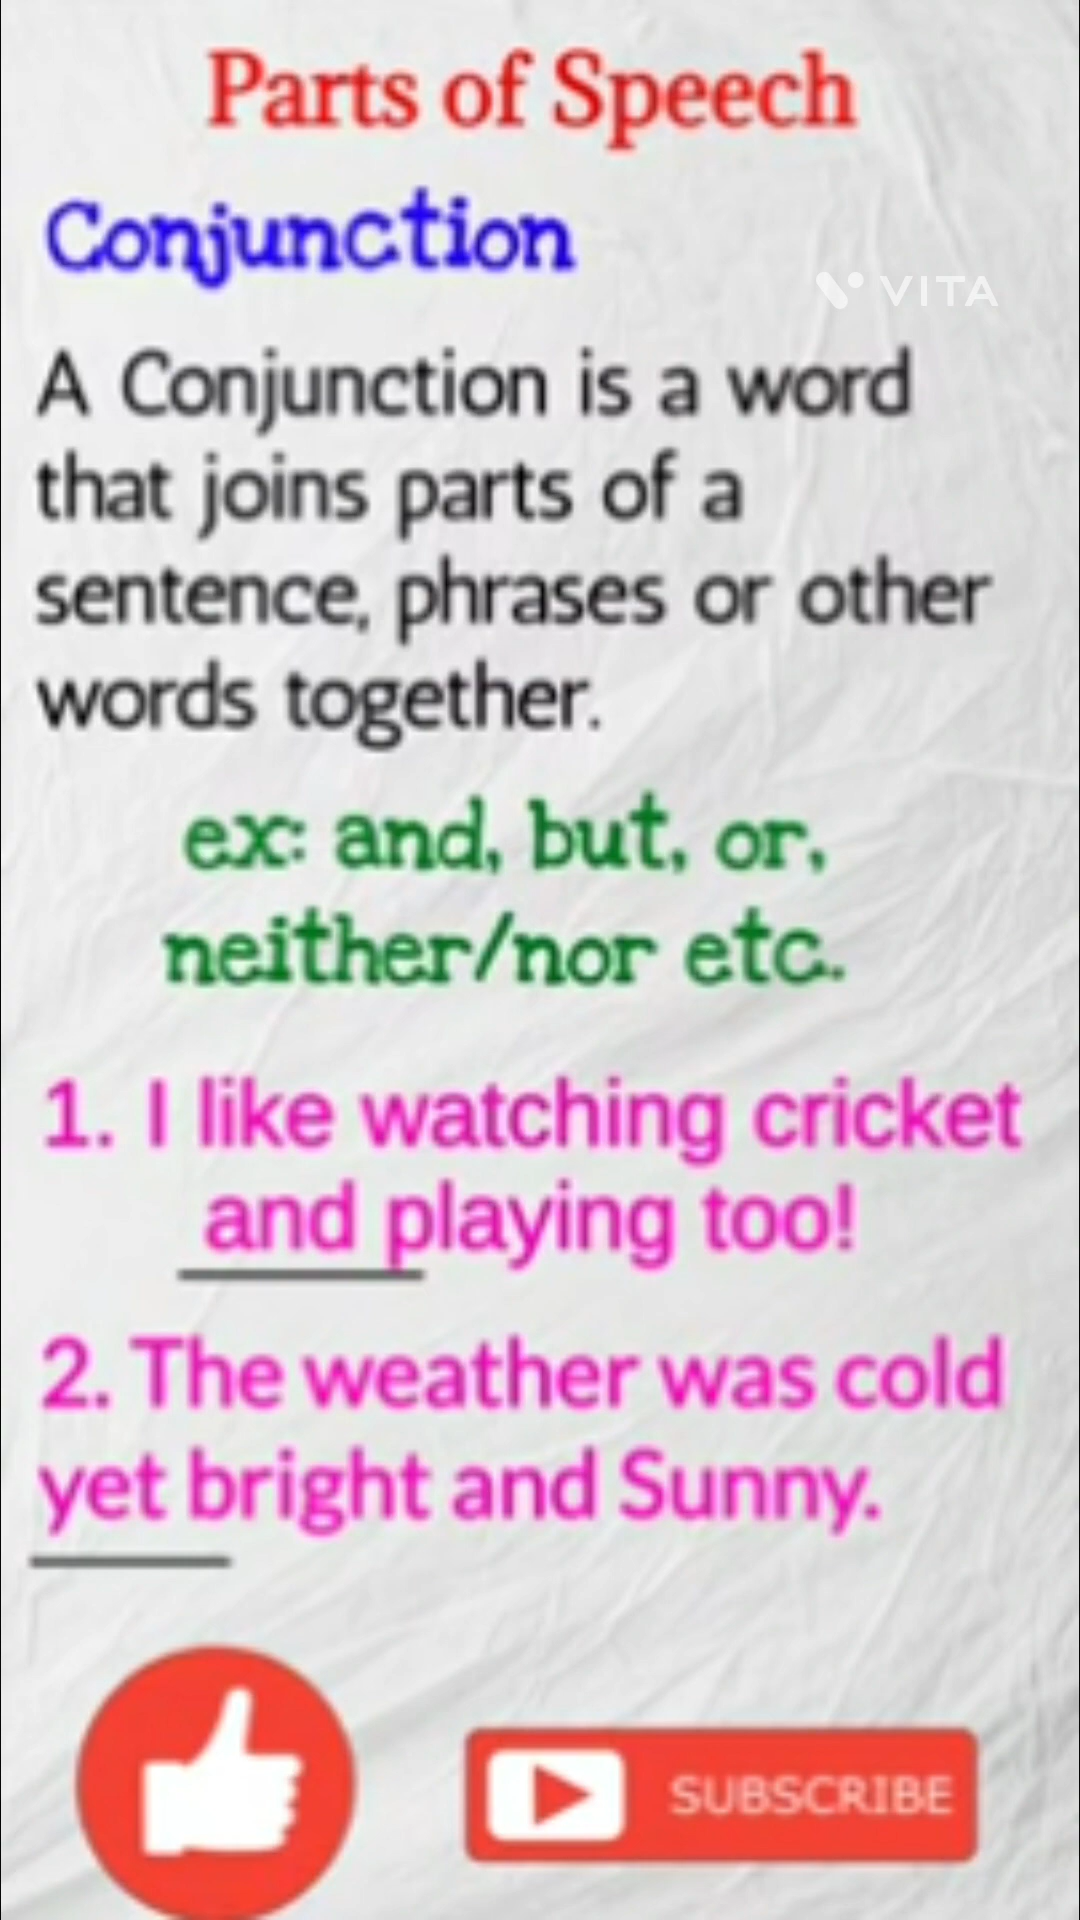 Parts of Speech
Conjunction
VITA
A Conjunction is a word
that joins parts of a
sentence, phrases or other
words together.
ex: and, but, or,
neither/nor etc.
1. I like watching cricket
and playing too!
2. The weather was cold
yet bright and Sunny.
SUBSCRIBE